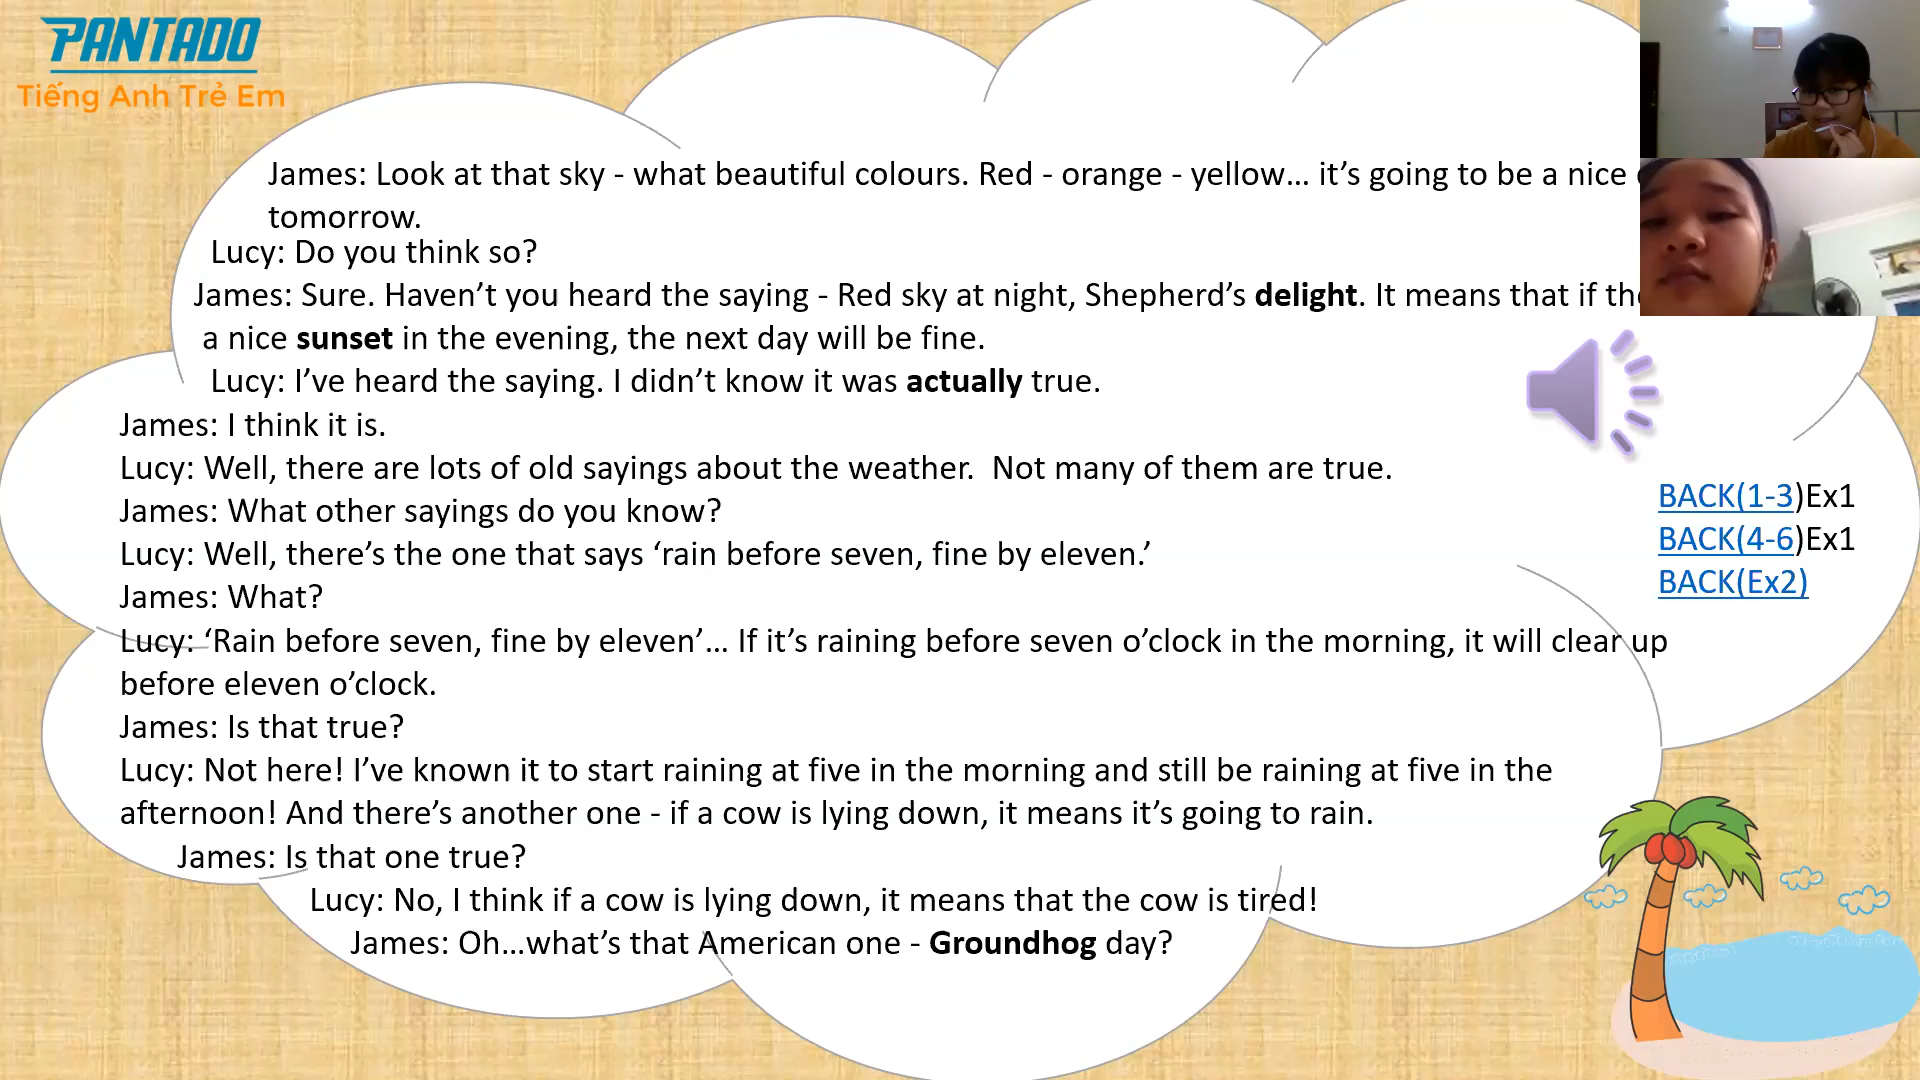 PANTADO
Tiếng Anh Trẻ Em
James: Look at that sky - what beautiful colours. Red - orange - yellow... it’s going to be a nice
tomorrow.
Lucy: Do you think so?
James: Sure. Haven’t you heard the saying - Red sky at night, Shepherd’s delight. It means that if
a nice sunset in the evening, the next day will be fine.
Lucy: I’ve heard the saying. I didn’t know it was actually true.
James: I think it is.
Lucy: Well, there are lots of old sayings about the weather.  Not many of them are true.
James: What other sayings do you know?
Lucy: Well, there’s the one that says ‘rain before seven, fine by eleven.’
James: What?
Lucy: ‘Rain before seven, fine by eleven’... If it’s raining before seven o’clock in the morning, it will clear up
before eleven o’clock.
James: Is that true?
Lucy: Not here! I’ve known it to start raining at five in the morning and still be raining at five in the
afternoon! And there’s another one - if a cow is lying down, it means it’s going to rain.
James: Is that one true?
Lucy: No, I think if a cow is lying down, it means that the cow is tired!
James: Oh...what’s that American one - Groundhog day?
BACK(1-3)Ex1
BACK(4-6)Ex1
BACK(Ex2)